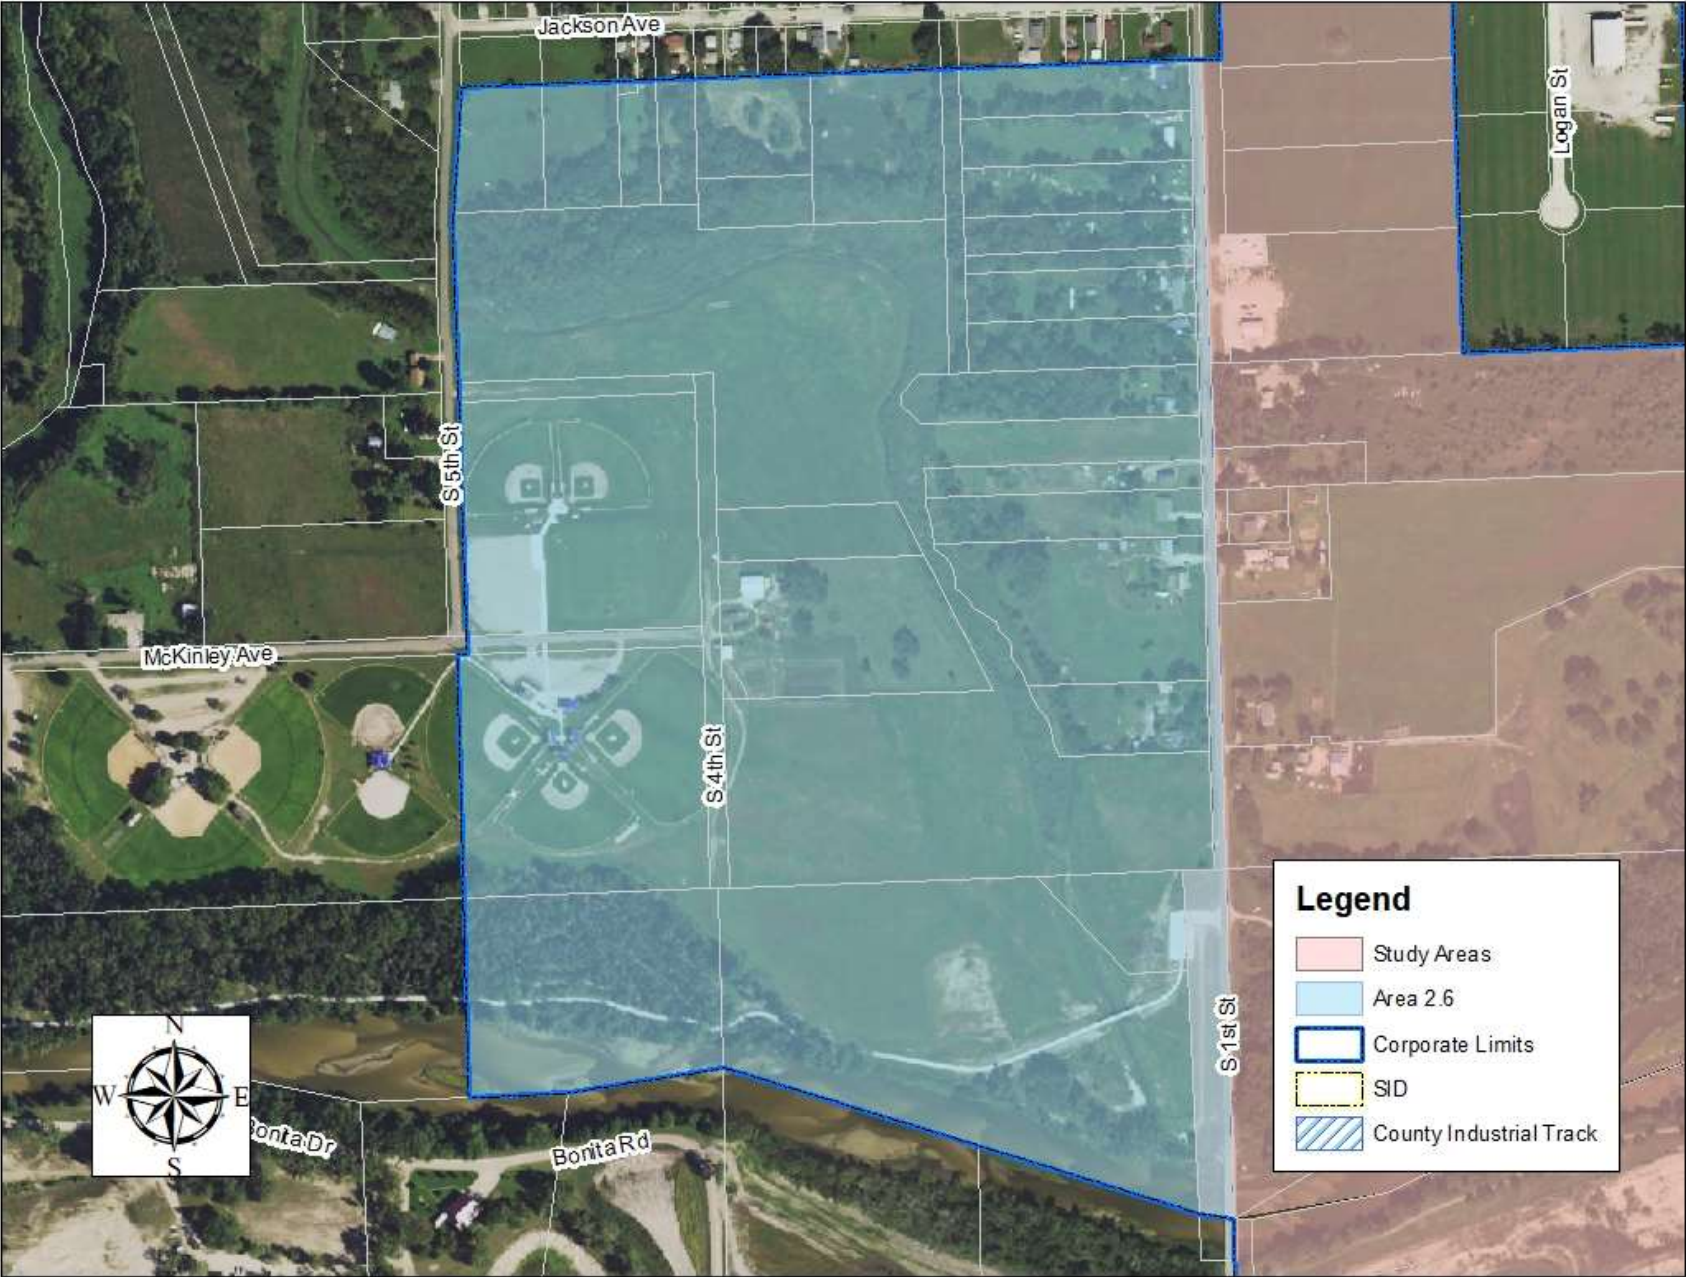 Jackson Ave
Logan St
S 5th St
McKinley Ave
S 4th St
S 1st St
Legend
Study Areas
Area 2.6
Corporate Limits
SID
County Industrial Track
N
W
E
S
Bonita Dr
Bonita Rd